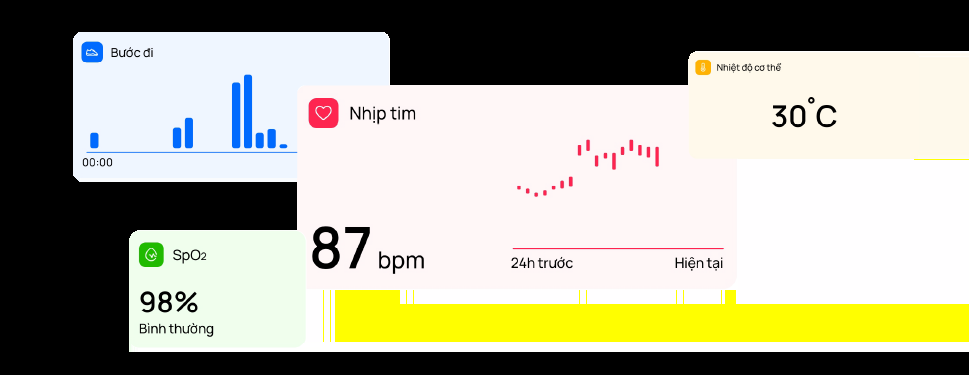 Bước đi
00:00
Nhiệt độ cơ thể
30°C
Nhịp tim
87 bpm
24h trước
Hiện tại
SpO2
98%
Bình thường